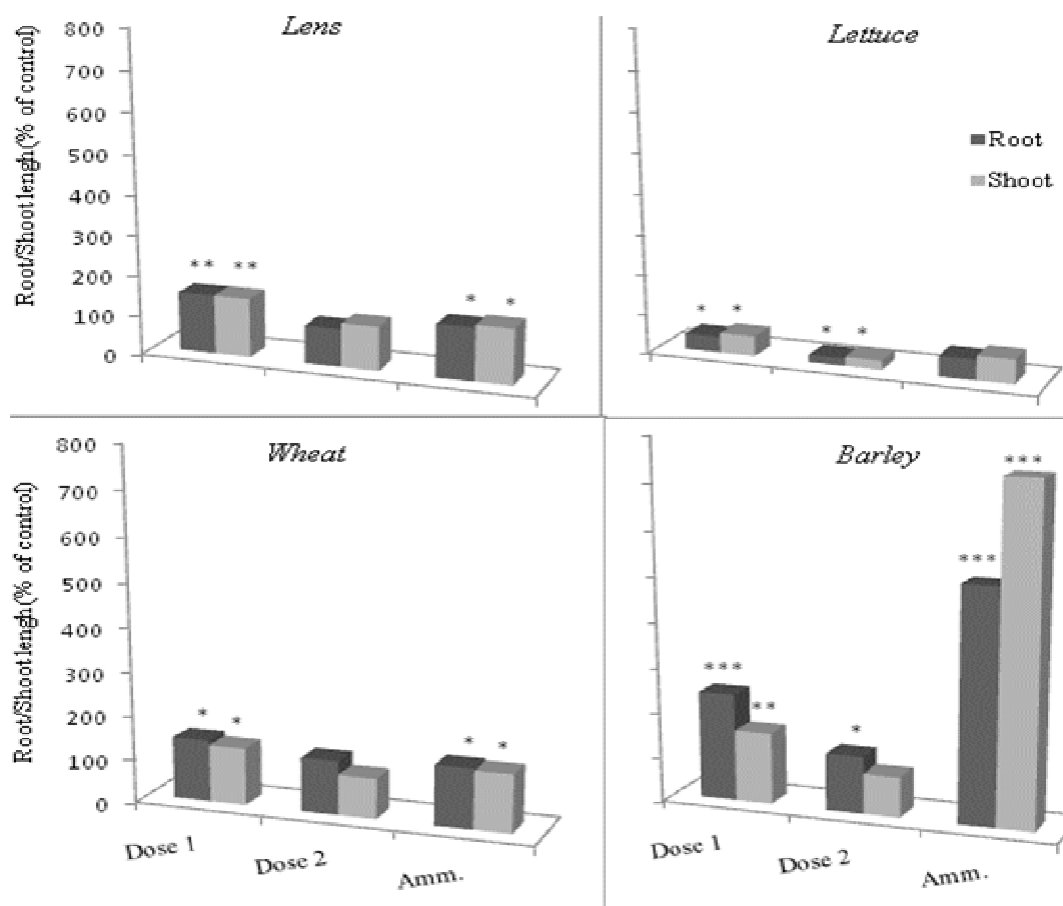 Lens
Root/Shoot lengh(% of control)
800
700
600
500
400
300
200
100
0
** **
* *
Lettuce
Root
Shoot
* *
* *
Wheat
Root/Shoot lengh(% of control)
800
700
600
500
400
300
200
100
0
* *
* *
Dose 1
Dose 2
Amm.
Barley
***
***
***
**
*
Dose 1
Dose 2
Amm.